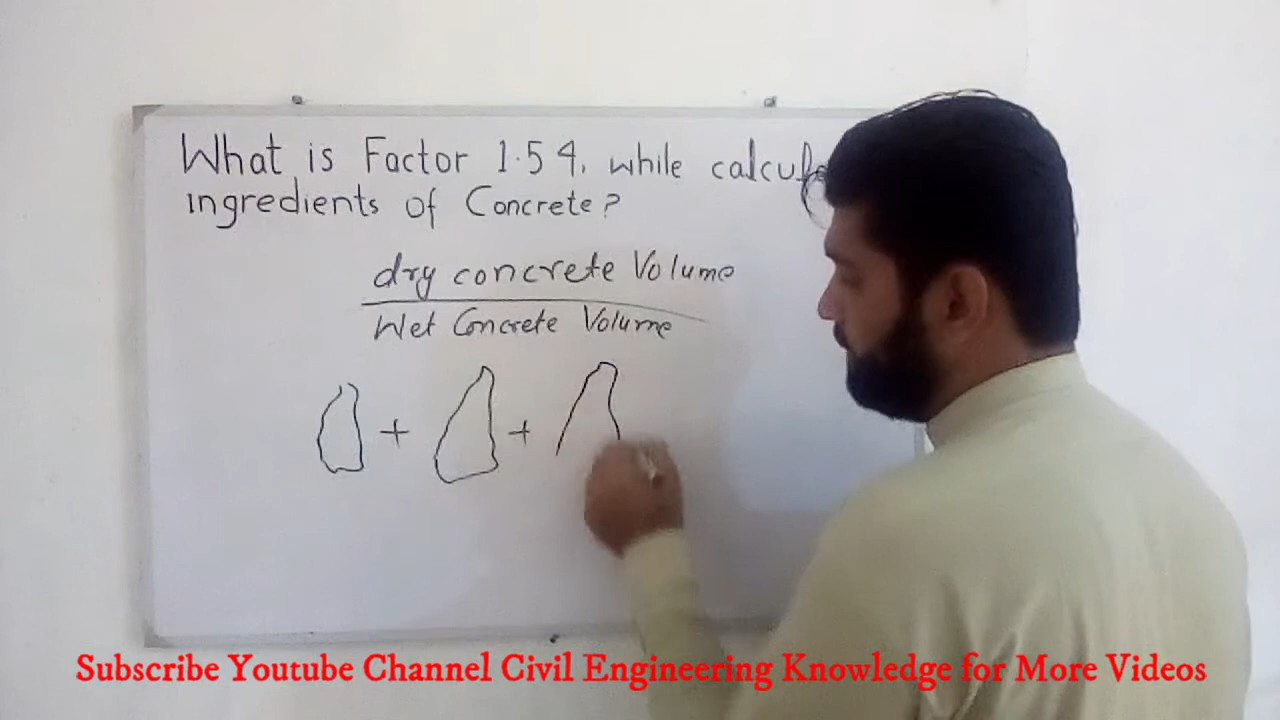 What is Factor 1.54, while
ingredients of Concrete?
dry concrete Volume
Wet Concrete Volume
+ +
Subscribe Youtube Channel Civil Engineering Knowledge for More Videos